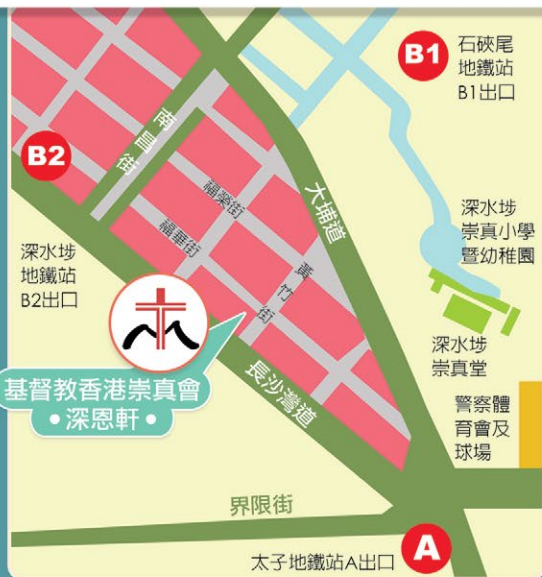 B1
石硤尾
地鐵站
B1出口
南昌街
B2
福榮街
大埔道
福華街
黃竹街
深水埗
崇真小學
暨幼稚園
深水埗
地鐵站
B2出口
深水埗
崇真堂
基督教香港崇真會
•深恩軒•
長沙灣道
警察體
育會及
球場
界限街
太子地鐵站A出口
A